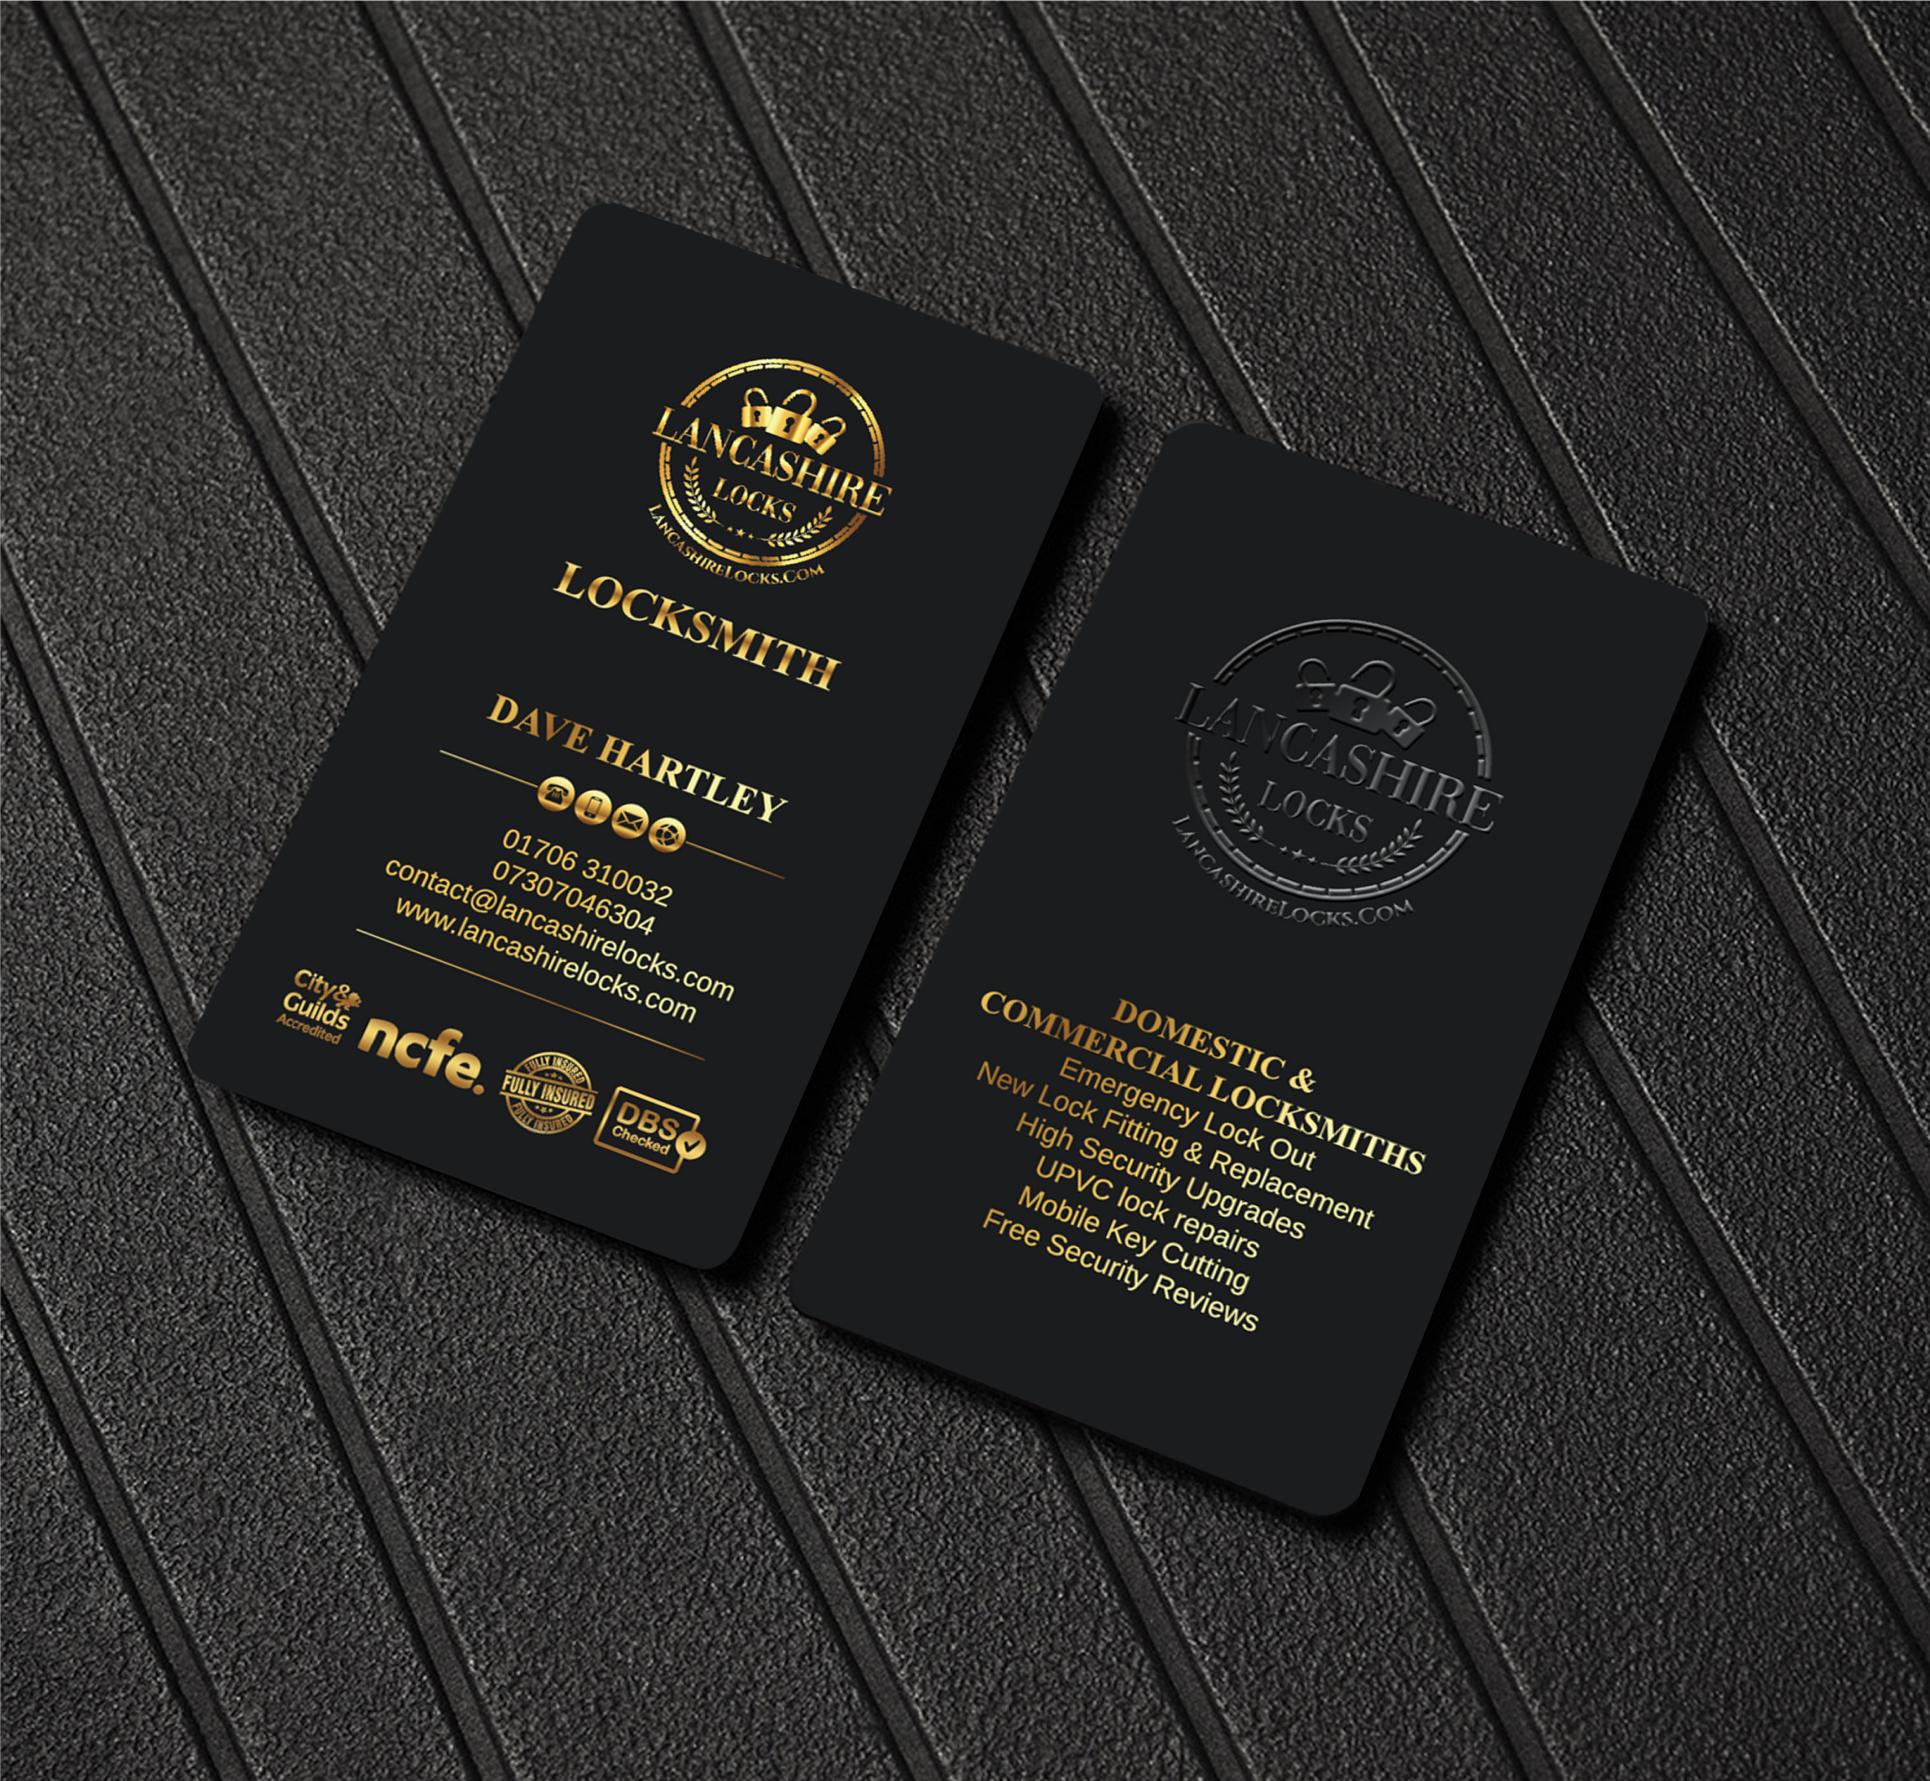 LANCASHIRE
LOCKS
LANCASHIRELOCKS.COM
LOCKSMITH
DAVE HARTLEY
01706 310032
07307046304
contact@lancashirelocks.com
www.lancashirelocks.com
City&
Guilds
Accredited
ncfe.
FULLY INSURED
FULLY INSURED
FULLY INSURED
DBS
Checked
LANCASHIRE
LOCKS
LANCASHIRELOCKS.COM
DOMESTIC &
COMMERCIAL LOCKSMITHS
Emergency Lock Out
New Lock Fitting & Replacement
High Security Upgrades
UPVC lock repairs
Mobile Key Cutting
Free Security Reviews